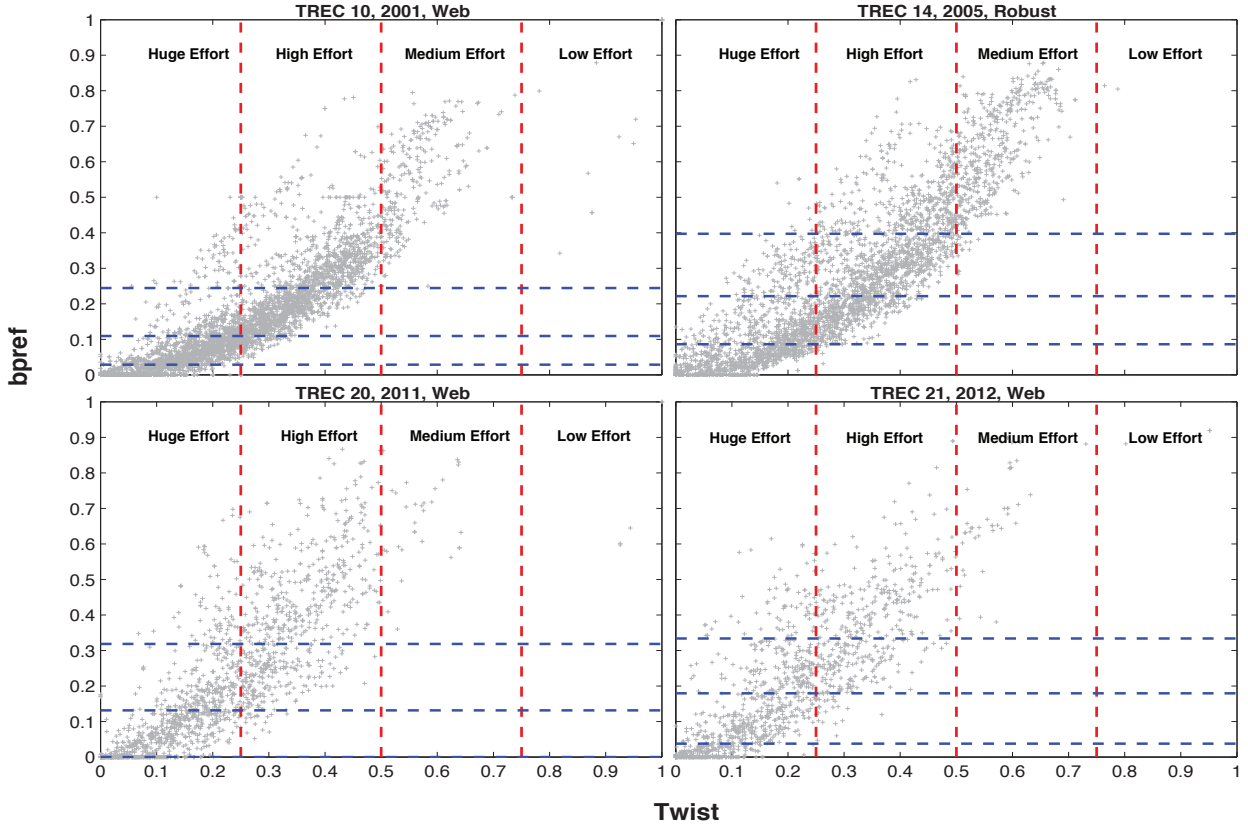 TREC 10, 2001, Web
TREC 14, 2005, Robust
1
0.9
0.8
0.7
0.6
0.5
0.4
0.3
0.2
0.1
0
Huge Effort
High Effort
Medium Effort
Low Effort
Huge Effort
High Effort
Medium Effort
Low Effort
bpref
TREC 20, 2011, Web
TREC 21, 2012, Web
1
0.9
0.8
0.7
0.6
0.5
0.4
0.3
0.2
0.1
0
Huge Effort
High Effort
Medium Effort
Low Effort
Huge Effort
High Effort
Medium Effort
Low Effort
0 0.1 0.2 0.3 0.4 0.5 0.6 0.7 0.8 0.9 1
0 0.1 0.2 0.3 0.4 0.5 0.6 0.7 0.8 0.9 1
Twist